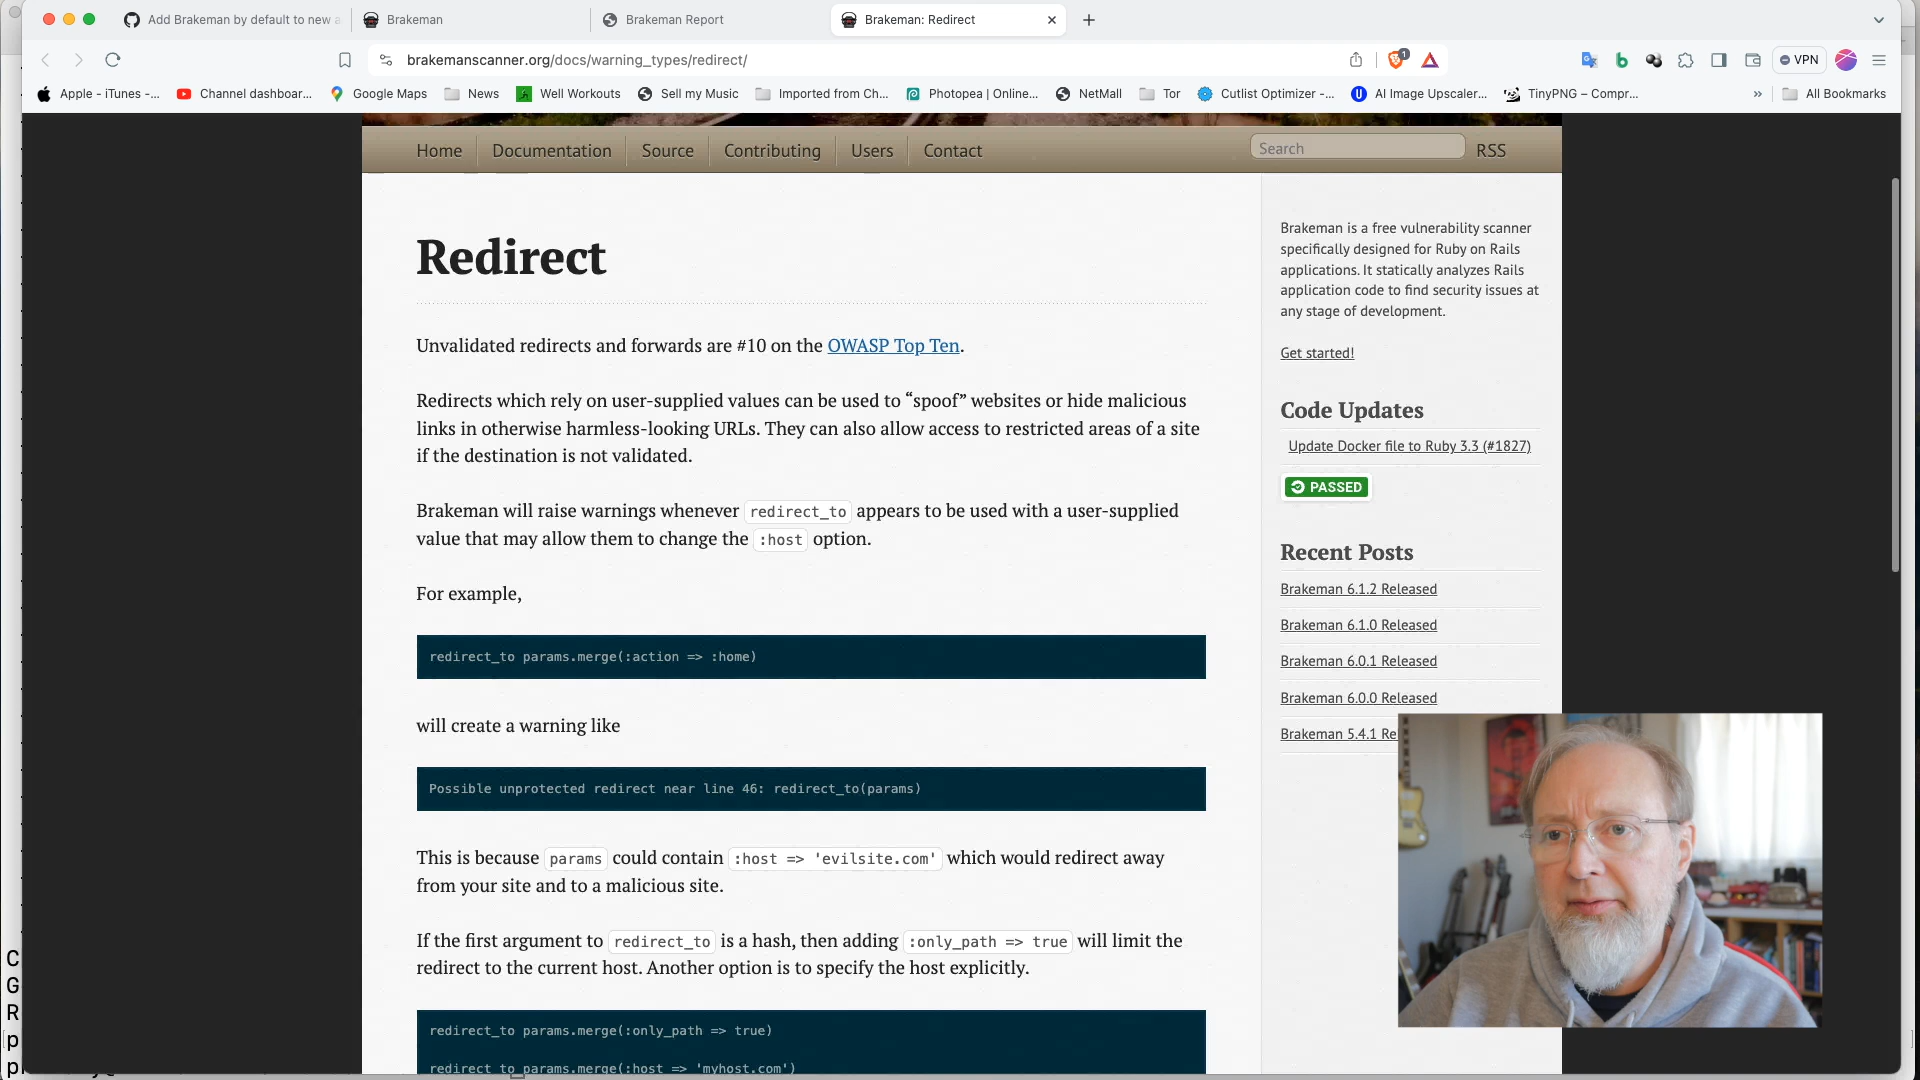 Add Brakeman by default to new a
Brakeman
Brakeman Report
Brakeman: Redirect
brakemanscanner.org/docs/warning_types/redirect/
1
VPN
Apple - iTunes -...
Channel dashboar...
Google Maps
News
Well Workouts
Sell my Music
Imported from Ch...
Photopea | Online...
NetMall
Tor
Cutlist Optimizer -...
AI Image Upscaler...
TinyPNG – Compr...
»
All Bookmarks
Home
Documentation
Source
Contributing
Users
Contact
Search
RSS
Redirect
Unvalidated redirects and forwards are #10 on the OWASP Top Ten.
Redirects which rely on user-supplied values can be used to “spoof” websites or hide malicious
links in otherwise harmless-looking URLs. They can also allow access to restricted areas of a site
if the destination is not validated.
Brakeman will raise warnings whenever redirect_to appears to be used with a user-supplied
value that may allow them to change the :host option.
For example,
redirect_to params.merge(:action => :home)
will create a warning like
Possible unprotected redirect near line 46: redirect_to(params)
This is because params could contain :host => 'evilsite.com' which would redirect away
from your site and to a malicious site.
If the first argument to redirect_to is a hash, then adding :only_path => true will limit the
redirect to the current host. Another option is to specify the host explicitly.
redirect_to params.merge(:only_path => true)
redirect_to params.merge(:host => 'myhost.com')
Brakeman is a free vulnerability scanner
specifically designed for Ruby on Rails
applications. It statically analyzes Rails
application code to find security issues at
any stage of development.
Get started!
Code Updates
Update Docker file to Ruby 3.3 (#1827)
PASSED
Recent Posts
Brakeman 6.1.2 Released
Brakeman 6.1.0 Released
Brakeman 6.0.1 Released
Brakeman 6.0.0 Released
Brakeman 5.4.1 Re